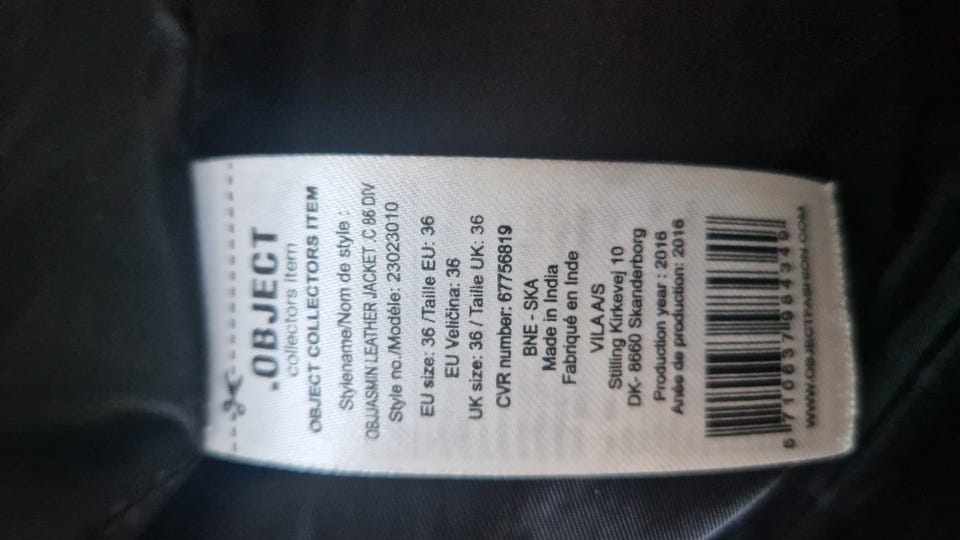 .OBJECT
collectors item
OBJECT COLLECTORS ITEM
Stylename/Nom de style :
OBJJASMIN LEATHER JACKET .C 86 DIV
Style no./Modéle: 23023010
EU size: 36 /Taille EU: 36
EU Veličina: 36
UK size: 36 / Taille UK: 36
CVR number: 67756819
BNE - SKA
Made in India
Fabriqué en Inde
VILA A/S
Stilling Kirkevej 10
DK- 8660 Skanderborg
Production year : 2016
Anée de production: 2016
WWW.OBJECTFASHION.COM